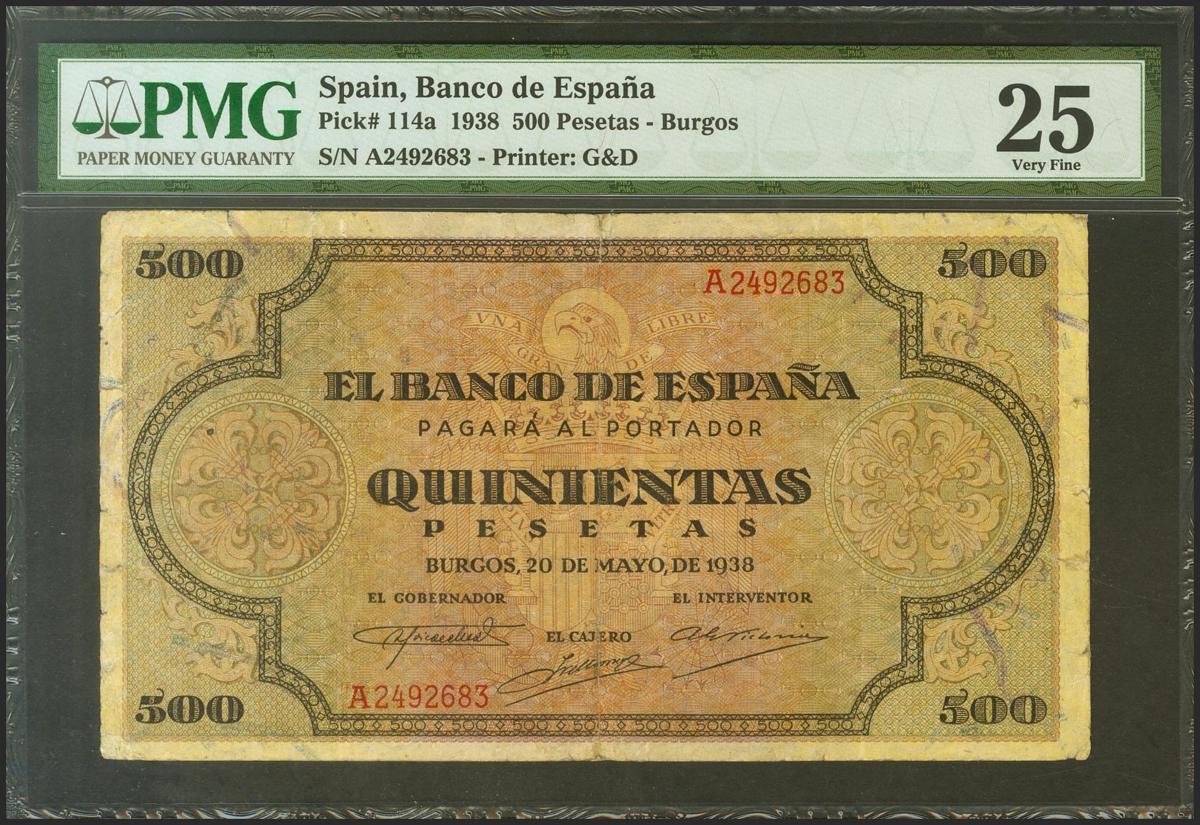 PMG
PAPER MONEY GUARANTY
Spain, Banco de España
Pick# 114a 1938 500 Pesetas - Burgos
S/N A2492683 - Printer: G&D
25
Very Fine
500
500
A2492683
UNA LIBRE
GRANDE
EL BANCO DE ESPAÑA
PAGARÁ AL PORTADOR
QUINIENTAS
PESETAS
BURGOS, 20 DE MAYO, DE 1938
EL GOBERNADOR
EL INTERVENTOR
EL CAJERO
A2492683
500
500